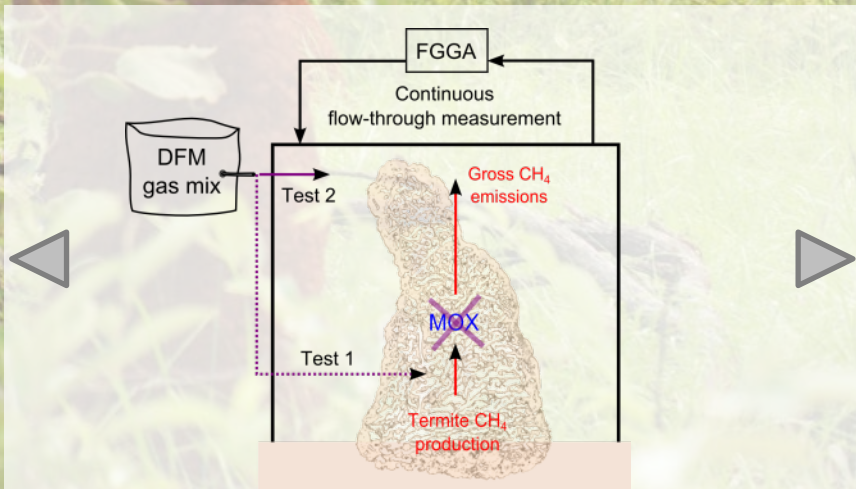 FGGA
Continuous
flow-through measurement
DFM
gas mix
Test 2
Gross CH₄
emissions
MOX
Test 1
Termite CH₄
production